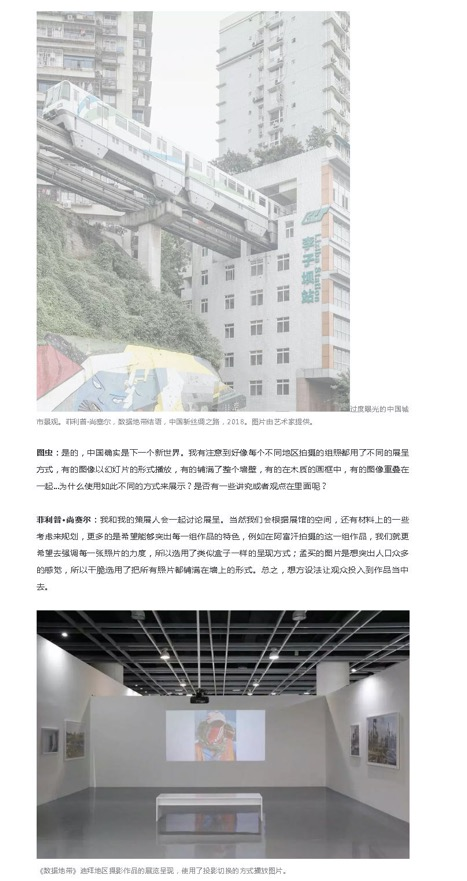 李子坝站
Liziba Station
过度曝光的中国城
市景观。菲利普·尚塞尔，数据地带结语，中国新丝绸之路，2018。图片由艺术家提供。
图虫：是的，中国确实是下一个新世界。我有注意到好像每个不同地区拍摄的组照都用了不同的展呈
方式，有的图像以幻灯片的形式播放，有的铺满了整个墙壁，有的在木质的画框中，有的图像重叠在
一起...为什么使用如此不同的方式来展示？是否有一些讲究或者观点在里面呢？
菲利普·尚塞尔：我和我的策展人会一起讨论展呈。当然我们会根据展馆的空间，还有材料上的一些
考虑来规划，更多的是希望能够突出每一组作品的特色，例如在阿富汗拍摄的这一组作品，我们就更
希望去强调每一张照片的力度，所以选用了类似盒子一样的呈现方式；孟买的图片是想突出人口众多
的感觉，所以干脆选用了把所有照片都铺满在墙上的形式。总之，想方设法让观众投入到作品当中
去。
《数据地带》迪拜地区摄影作品的展览呈现，使用了投影切换的方式播放图片。